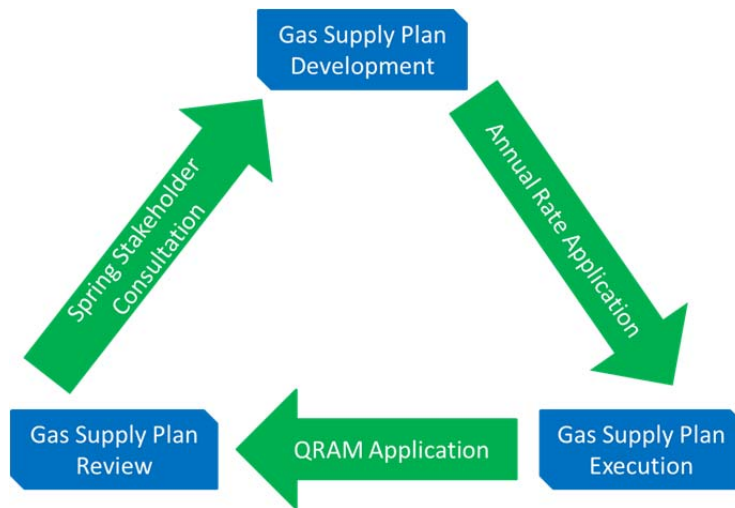 Gas Supply Plan
Development
Annual Rate Application
Spring Stakeholder
Consultation
Gas Supply Plan
Review
QRAM Application
Gas Supply Plan
Execution